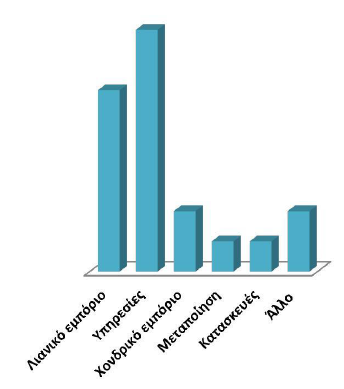 Λιανικό εμπόριο
Υπηρεσίες
Χονδρικό εμπόριο
Μεταποίηση
Κατασκευές
Άλλο